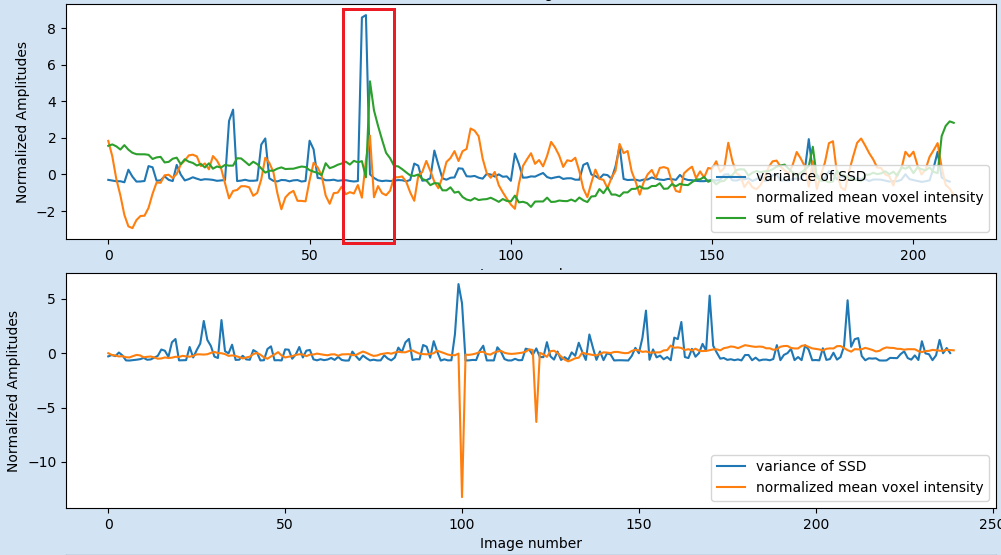 Normalized Amplitudes
8
6
4
2
0
−2
variance of SSD
normalized mean voxel intensity
sum of relative movements
0 50 100 150 200
Normalized Amplitudes
5
0
−5
−10
variance of SSD
normalized mean voxel intensity
0 50 100 150 200 250
Image number